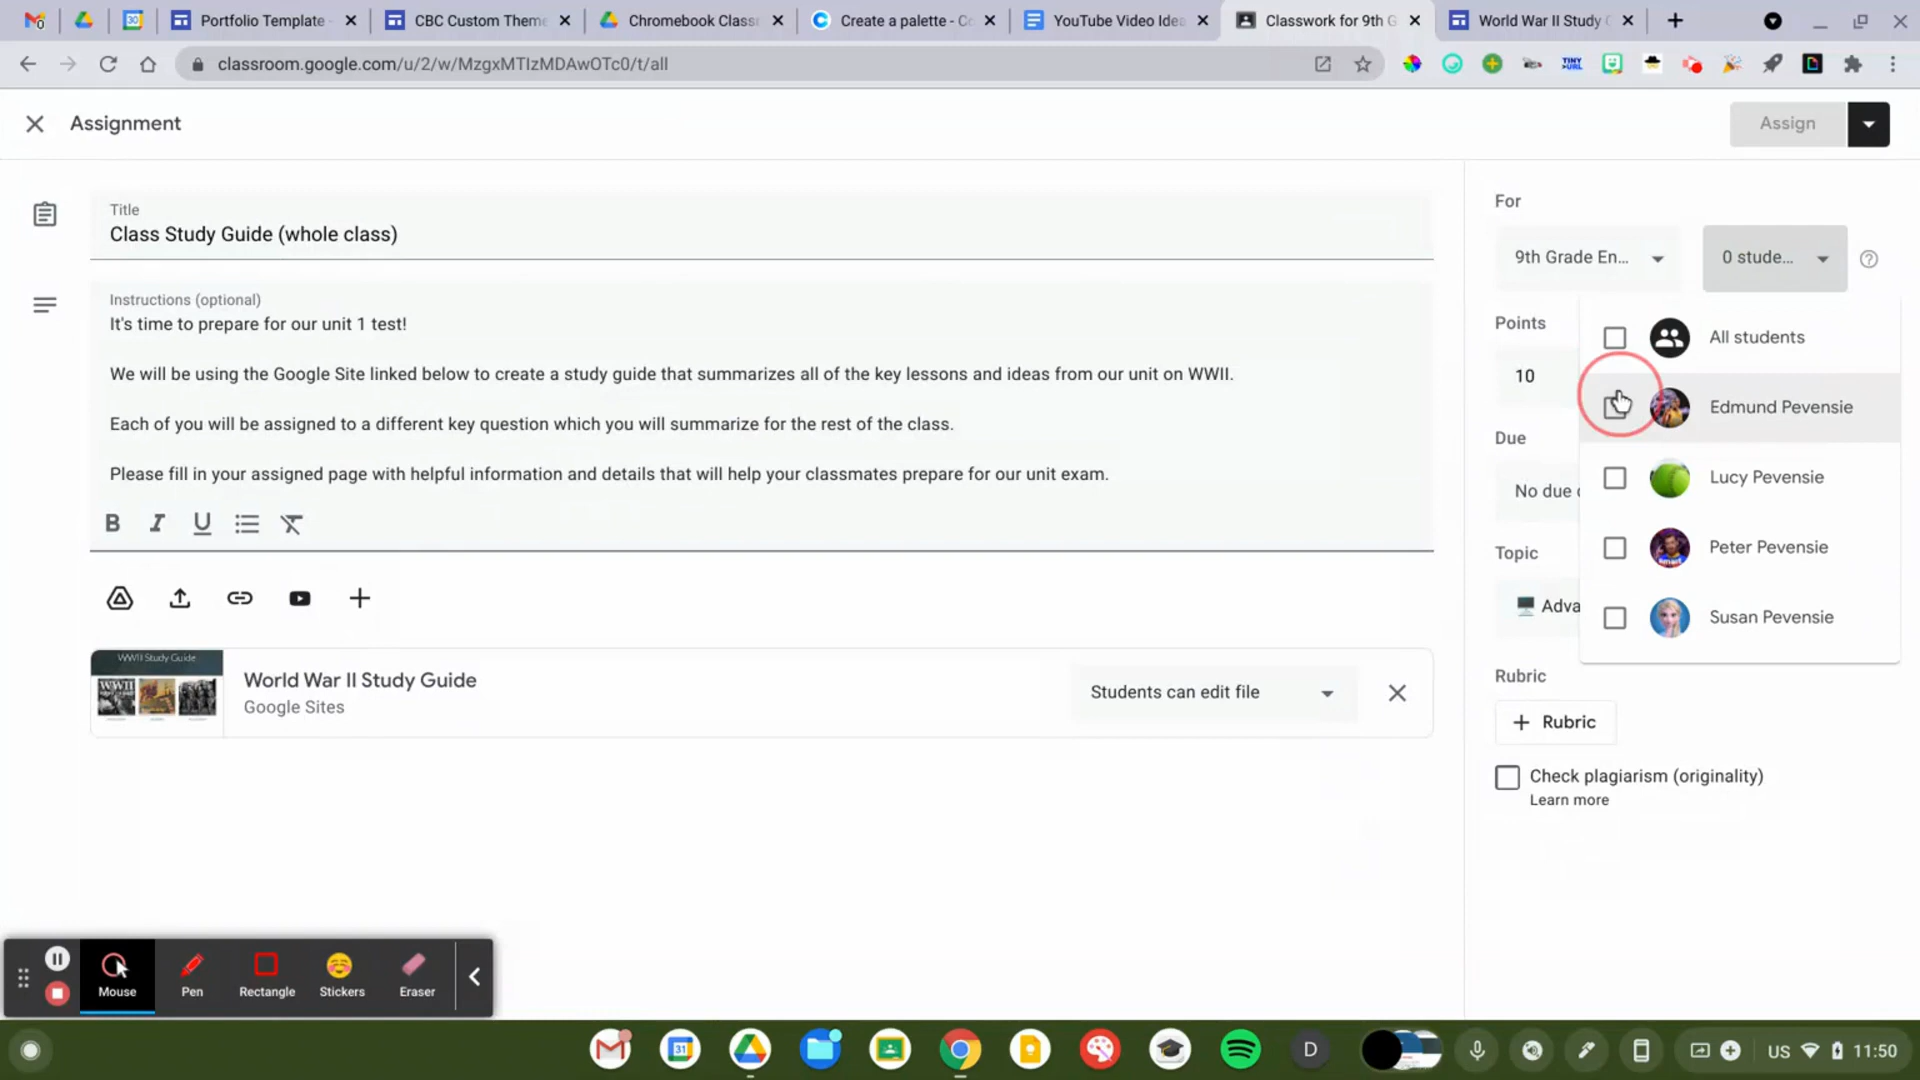 Portfolio Template -
CBC Custom Theme
Chromebook Class
Create a palette - Co
YouTube Video Idea
Classwork for 9th G
World War II Study G
classroom.google.com/u/2/w/MzgxMTIzMDAwOTc0/t/all
TINY
URL
Assignment
Assign
Title
Class Study Guide (whole class)
Instructions (optional)
It's time to prepare for our unit 1 test!
We will be using the Google Site linked below to create a study guide that summarizes all of the key lessons and ideas from our unit on WWII.
Each of you will be assigned to a different key question which you will summarize for the rest of the class.
Please fill in your assigned page with helpful information and details that will help your classmates prepare for our unit exam.
B I U
WWII Study Guide
WWII
World War II Study Guide
Google Sites
Students can edit file
For
9th Grade En...
0 stude...
Points
10
Due
No due
Topic
Adva
All students
Edmund Pevensie
Lucy Pevensie
Peter Pevensie
Susan Pevensie
Rubric
+ Rubric
Check plagiarism (originality)
Learn more
Mouse
Pen
Rectangle
Stickers
Eraser
31
D
US
11:50